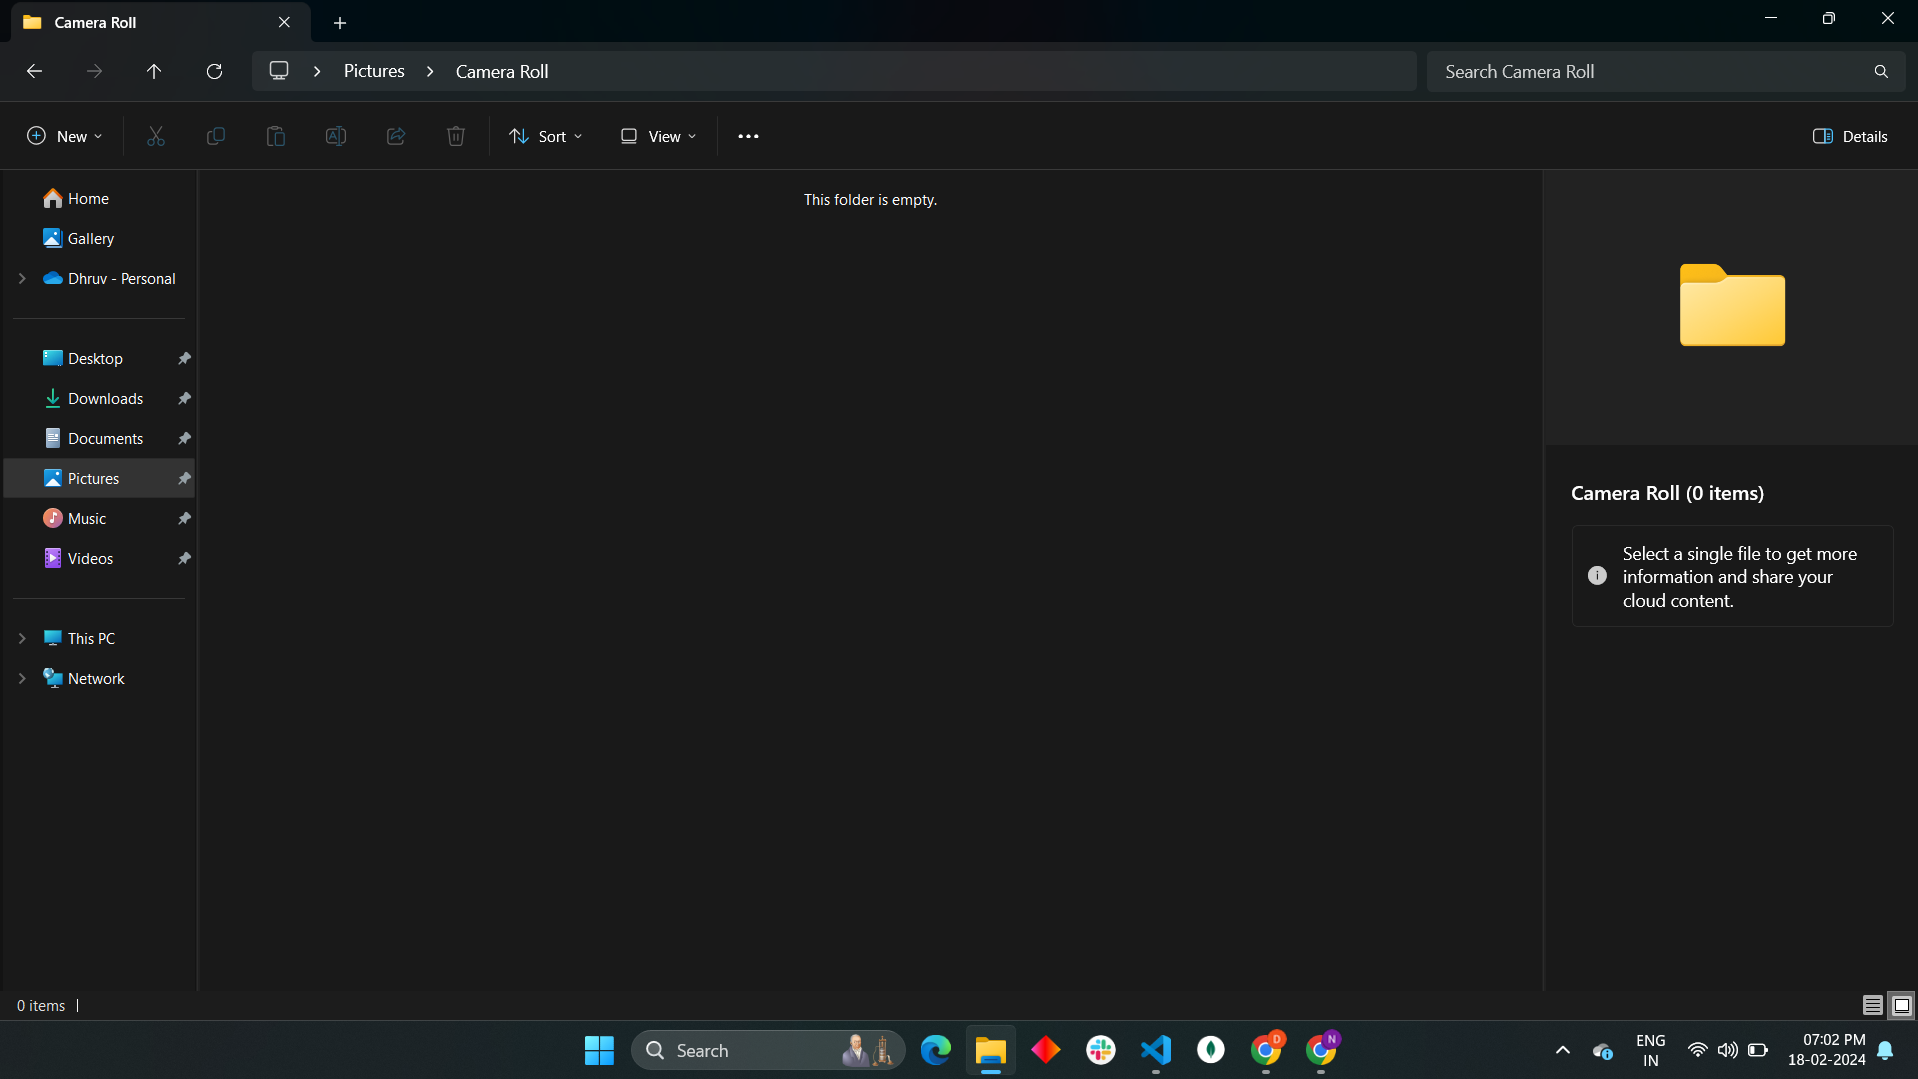 Camera Roll
Pictures
Camera Roll
Search Camera Roll
New
Sort
View
Details
Home
Gallery
Dhruv - Personal
Desktop
Downloads
Documents
Pictures
Music
Videos
This PC
Network
This folder is empty.
Camera Roll (0 items)
Select a single file to get more
information and share your
cloud content.
0 items
Search
D
N
ENG
IN
07:02 PM
18-02-2024